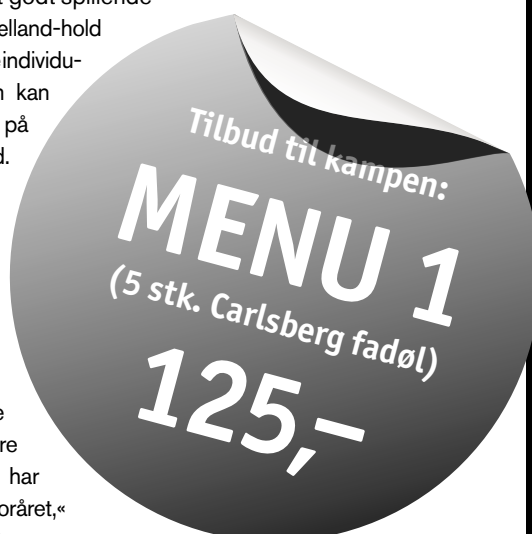 godt spillende
elland-hold
individu-
kan
på
Tilbud til kampen:
MENU 1
(5 stk. Carlsberg fadøl)
125,-
re
har
oråret,«